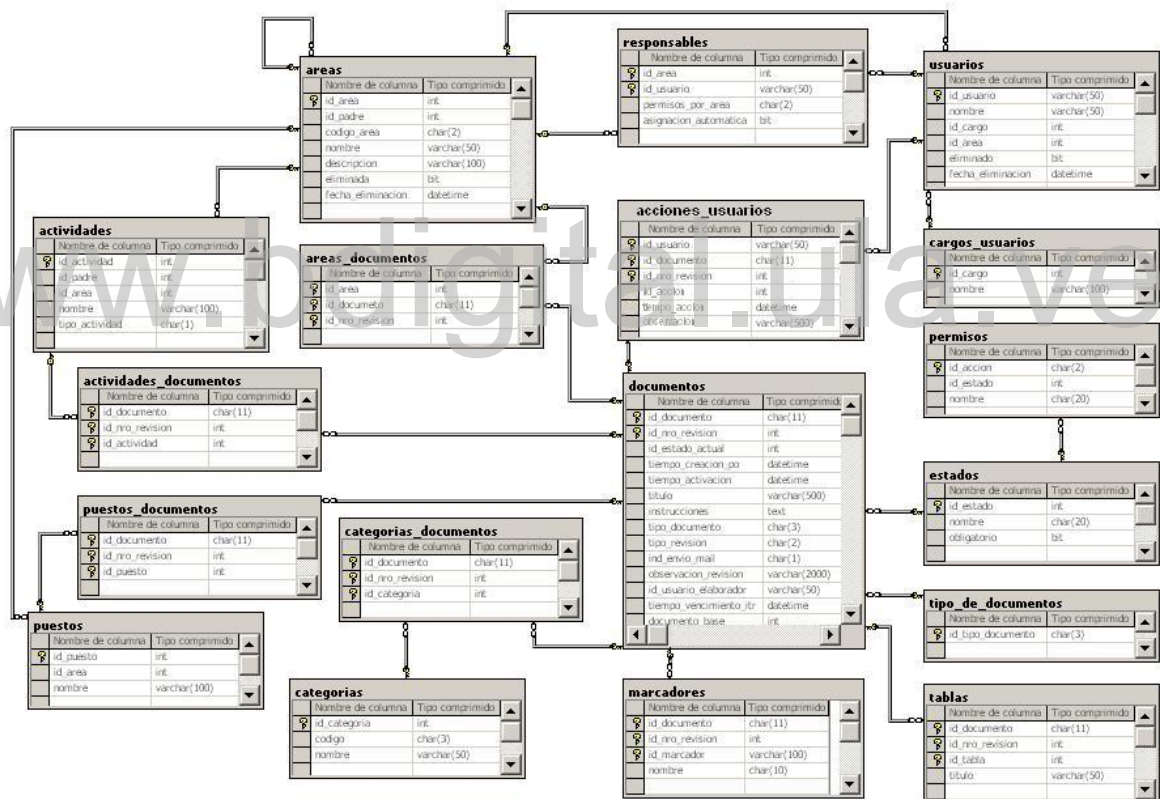 areas
Nombre de columna Tipo comprimido
id_area int
id_padre int
codigo_area char(2)
nombre varchar(50)
descripcion varchar(100)
eliminada bit
fecha_eliminacion datetime
responsables
Nombre de columna Tipo comprimido
id_area int
id_usuario varchar(50)
permisos_por_area char(2)
asignacion_automatica bit
usuarios
Nombre de columna Tipo comprimido
id_usuario varchar(50)
nombre varchar(50)
id_cargo int
id_area int
eliminado bit
fecha_eliminacion datetime
actividades
Nombre de columna Tipo comprimido
id_actividad int
id_padre int
id_area int
nombre varchar(100)
tipo_actividad char(1)
areas_documentos
Nombre de columna Tipo comprimido
id_area int
id_documeto char(11)
id_nro_revision int
acciones_usuarios
Nombre de columna Tipo comprimido
id_usuario varchar(50)
id_documento char(11)
id_nro_revision int
id_accion int
tiempo_accion datetime
varchar(500)
cargos_usuarios
Nombre de columna Tipo comprimido
id_cargo int
nombre varchar(100)
www.bdigital.ula.ve
permisos
Nombre de columna Tipo comprimido
id_accion char(2)
id_estado int
nombre char(20)
actividades_documentos
Nombre de columna Tipo comprimido
id_documento char(11)
id_nro_revision int
id_actividad int
documentos
Nombre de columna Tipo comprimido
id_documento char(11)
id_nro_revision int
id_estado_actual int
tiempo_creacion_po datetime
tiempo_activacion datetime
titulo varchar(500)
instrucciones text
tipo_documento char(3)
tipo_revision char(2)
ind_envio_mail char(1)
observacion_revision varchar(2000)
id_usuario_elaborador varchar(50)
tiempo_vencimiento_itr datetime
documento_base int
estados
Nombre de columna Tipo comprimido
id_estado int
nombre char(20)
obligatorio bit
puestos_documentos
Nombre de columna Tipo comprimido
id_documento char(11)
id_nro_revision int
id_puesto int
categorias_documentos
Nombre de columna Tipo comprimido
id_documento char(11)
id_nro_revision int
id_categoria int
tipo_de_documentos
Nombre de columna Tipo comprimido
id_tipo_documento char(3)
puestos
Nombre de columna Tipo comprimido
id_puesto int
id_area int
nombre varchar(100)
categorias
Nombre de columna Tipo comprimido
id_categoria int
codigo char(3)
nombre varchar(50)
marcadores
Nombre de columna Tipo comprimido
id_documento char(11)
id_nro_revision int
id_marcador varchar(100)
nombre char(10)
tablas
Nombre de columna Tipo comprimido
id_documento char(11)
id_nro_revision int
id_tabla int
titulo varchar(50)